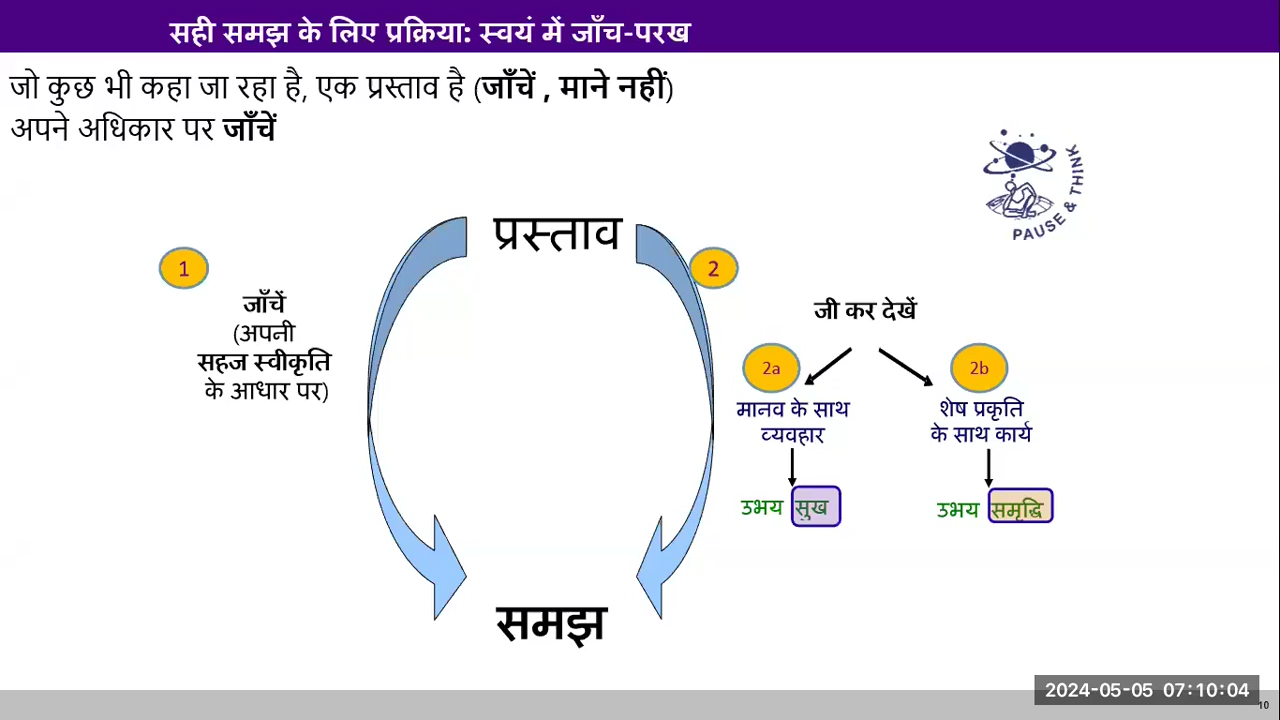 सही समझ के लिए प्रक्रिया: स्वयं में जाँच-परख
जो कुछ भी कहा जा रहा है, एक प्रस्ताव है (जाँचें , माने नहीं)
अपने अधिकार पर जाँचें
PAUSE & THINK
प्रस्ताव
1
2
जाँचें
(अपनी
सहज स्वीकृति
के आधार पर)
जी कर देखें
2a
2b
मानव के साथ
व्यवहार
शेष प्रकृति
के साथ कार्य
उभय सुख
उभय समृद्धि
समझ
2024-05-05 07:10:04
10